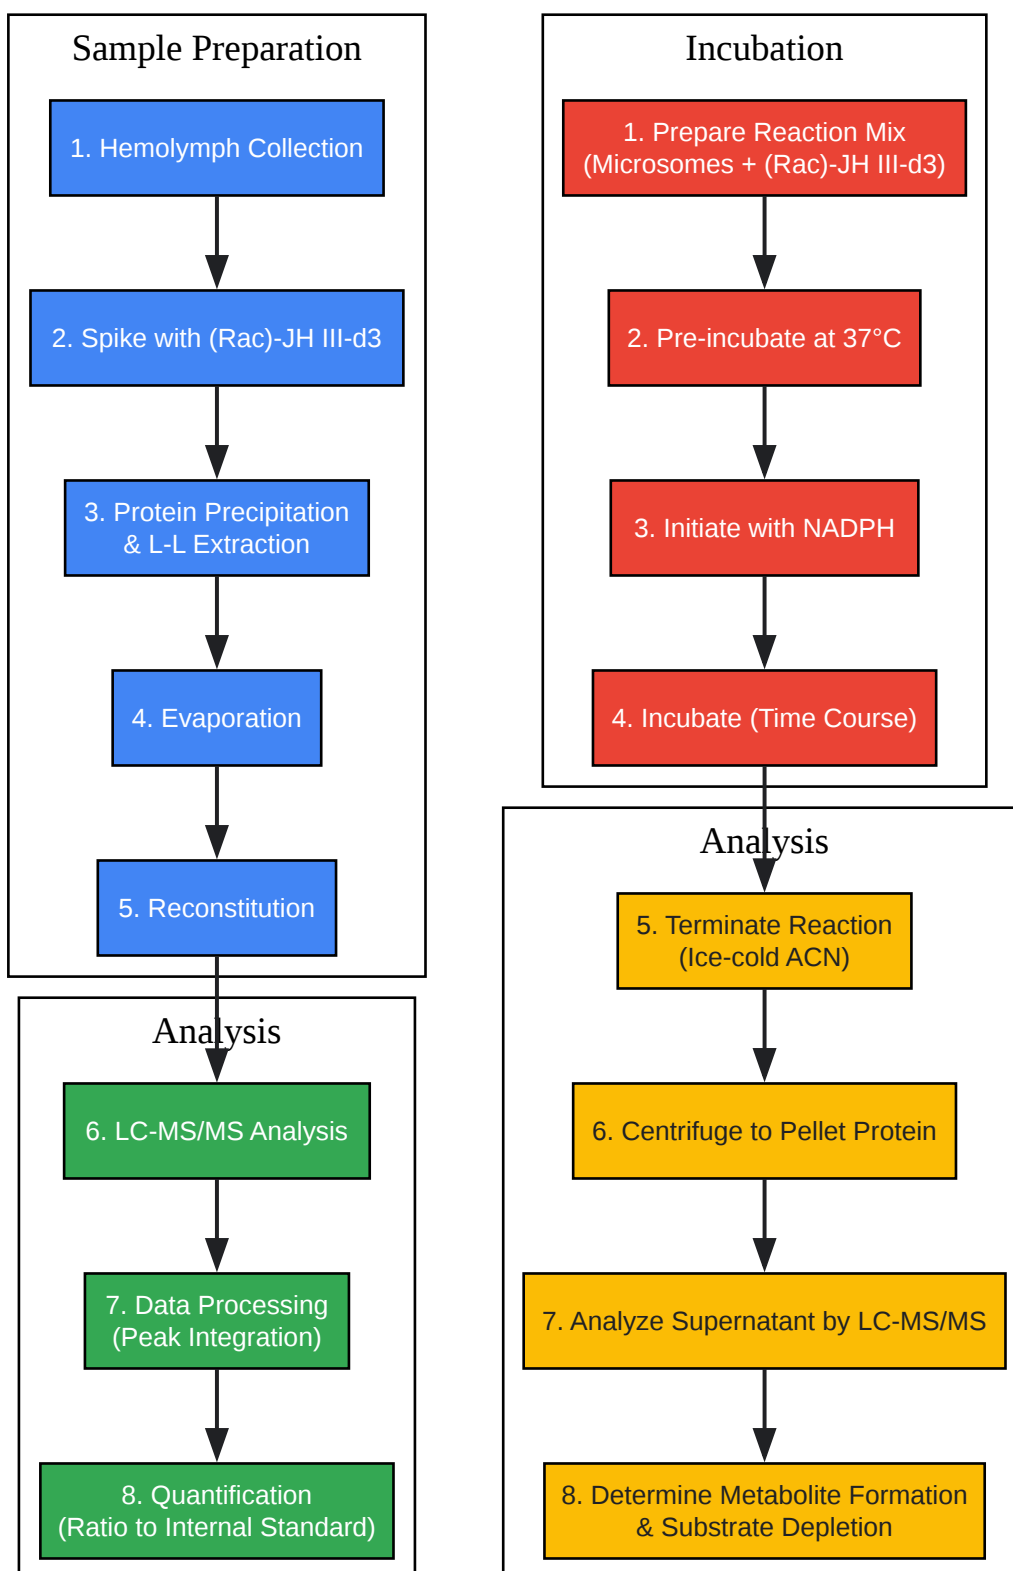 Sample Preparation
1. Hemolymph Collection
2. Spike with (Rac)-JH III-d3
3. Protein Precipitation
& L-L Extraction
4. Evaporation
5. Reconstitution
Analysis
6. LC-MS/MS Analysis
7. Data Processing
(Peak Integration)
8. Quantification
(Ratio to Internal Standard)
Incubation
1. Prepare Reaction Mix
(Microsomes + (Rac)-JH III-d3)
2. Pre-incubate at 37°C
3. Initiate with NADPH
4. Incubate (Time Course)
Analysis
5. Terminate Reaction
(Ice-cold ACN)
6. Centrifuge to Pellet Protein
7. Analyze Supernatant by LC-MS/MS
8. Determine Metabolite Formation
& Substrate Depletion